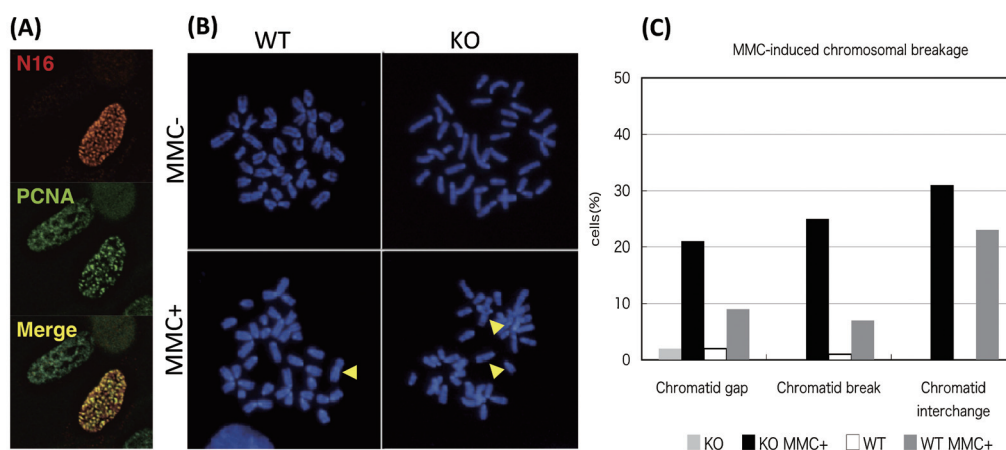 (A)
N16
PCNA
Merge
(B)
WT KO
MMC-
MMC+
(C)
MMC-induced chromosomal breakage
cells(%)
50
40
30
20
10
0
Chromatid gap
Chromatid break
Chromatid interchange
KO
KO MMC+
WT
WT MMC+